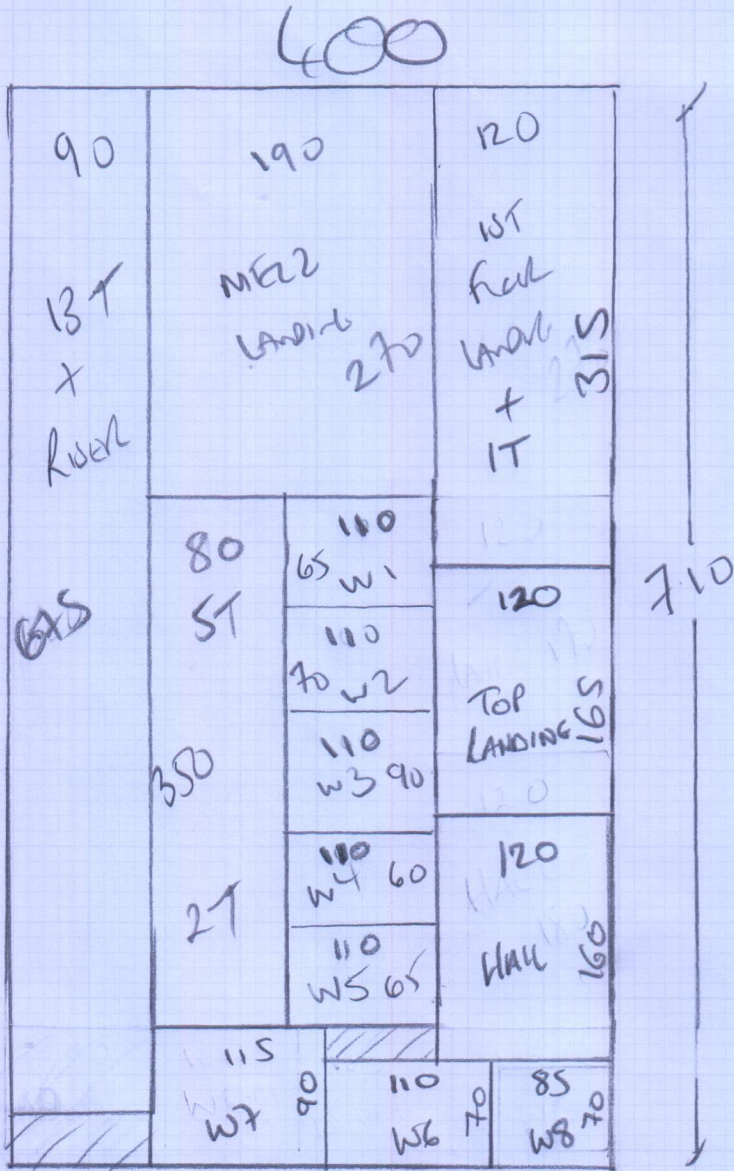 400
90
13T
+
RISER
675
190
MEZZ
LANDING
270
120
1ST
FLOOR
LANDING
+
1T
315
710
80
5T
350
2T
110
65 W1
110
70 W2
110
W3 90
110
W4 60
110
W5 65
120
TOP
LANDING 165
120
HALL 160
115
W7 90
110
W6 70
85
W8 70